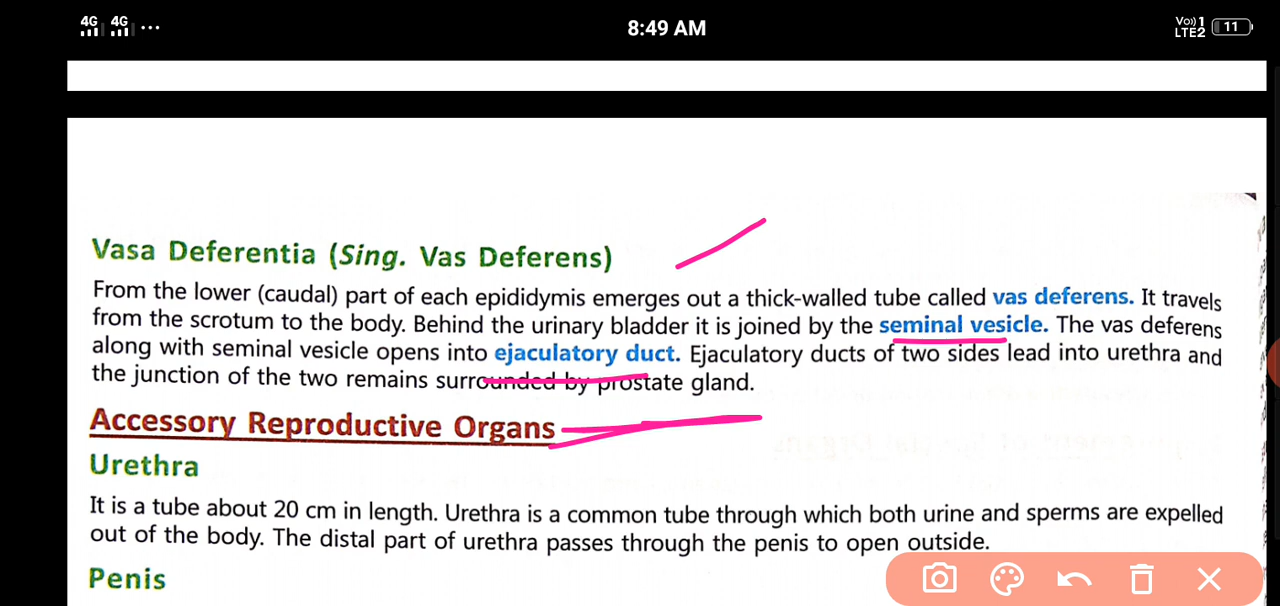 4G 4G ... 8:49 AM Vo)) 1 LTE2 11
Vasa Deferentia (Sing. Vas Deferens)
From the lower (caudal) part of each epididymis emerges out a thick-walled tube called vas deferens. It travels
from the scrotum to the body. Behind the urinary bladder it is joined by the seminal vesicle. The vas deferens
along with seminal vesicle opens into ejaculatory duct. Ejaculatory ducts of two sides lead into urethra and
the junction of the two remains surrounded by prostate gland.
Accessory Reproductive Organs
Urethra
It is a tube about 20 cm in length. Urethra is a common tube through which both urine and sperms are expelled
out of the body. The distal part of urethra passes through the penis to open outside.
Penis